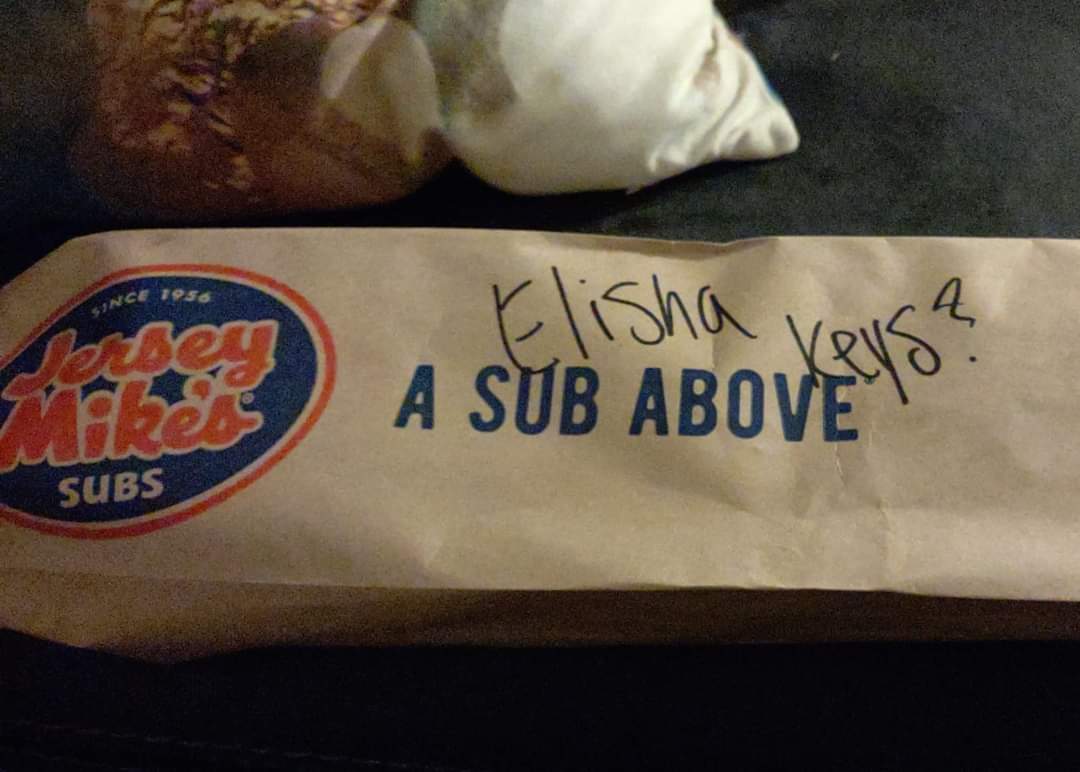 SINCE 1956
Jersey
Mike's®
SUBS
Elisha Keys?
A SUB ABOVE